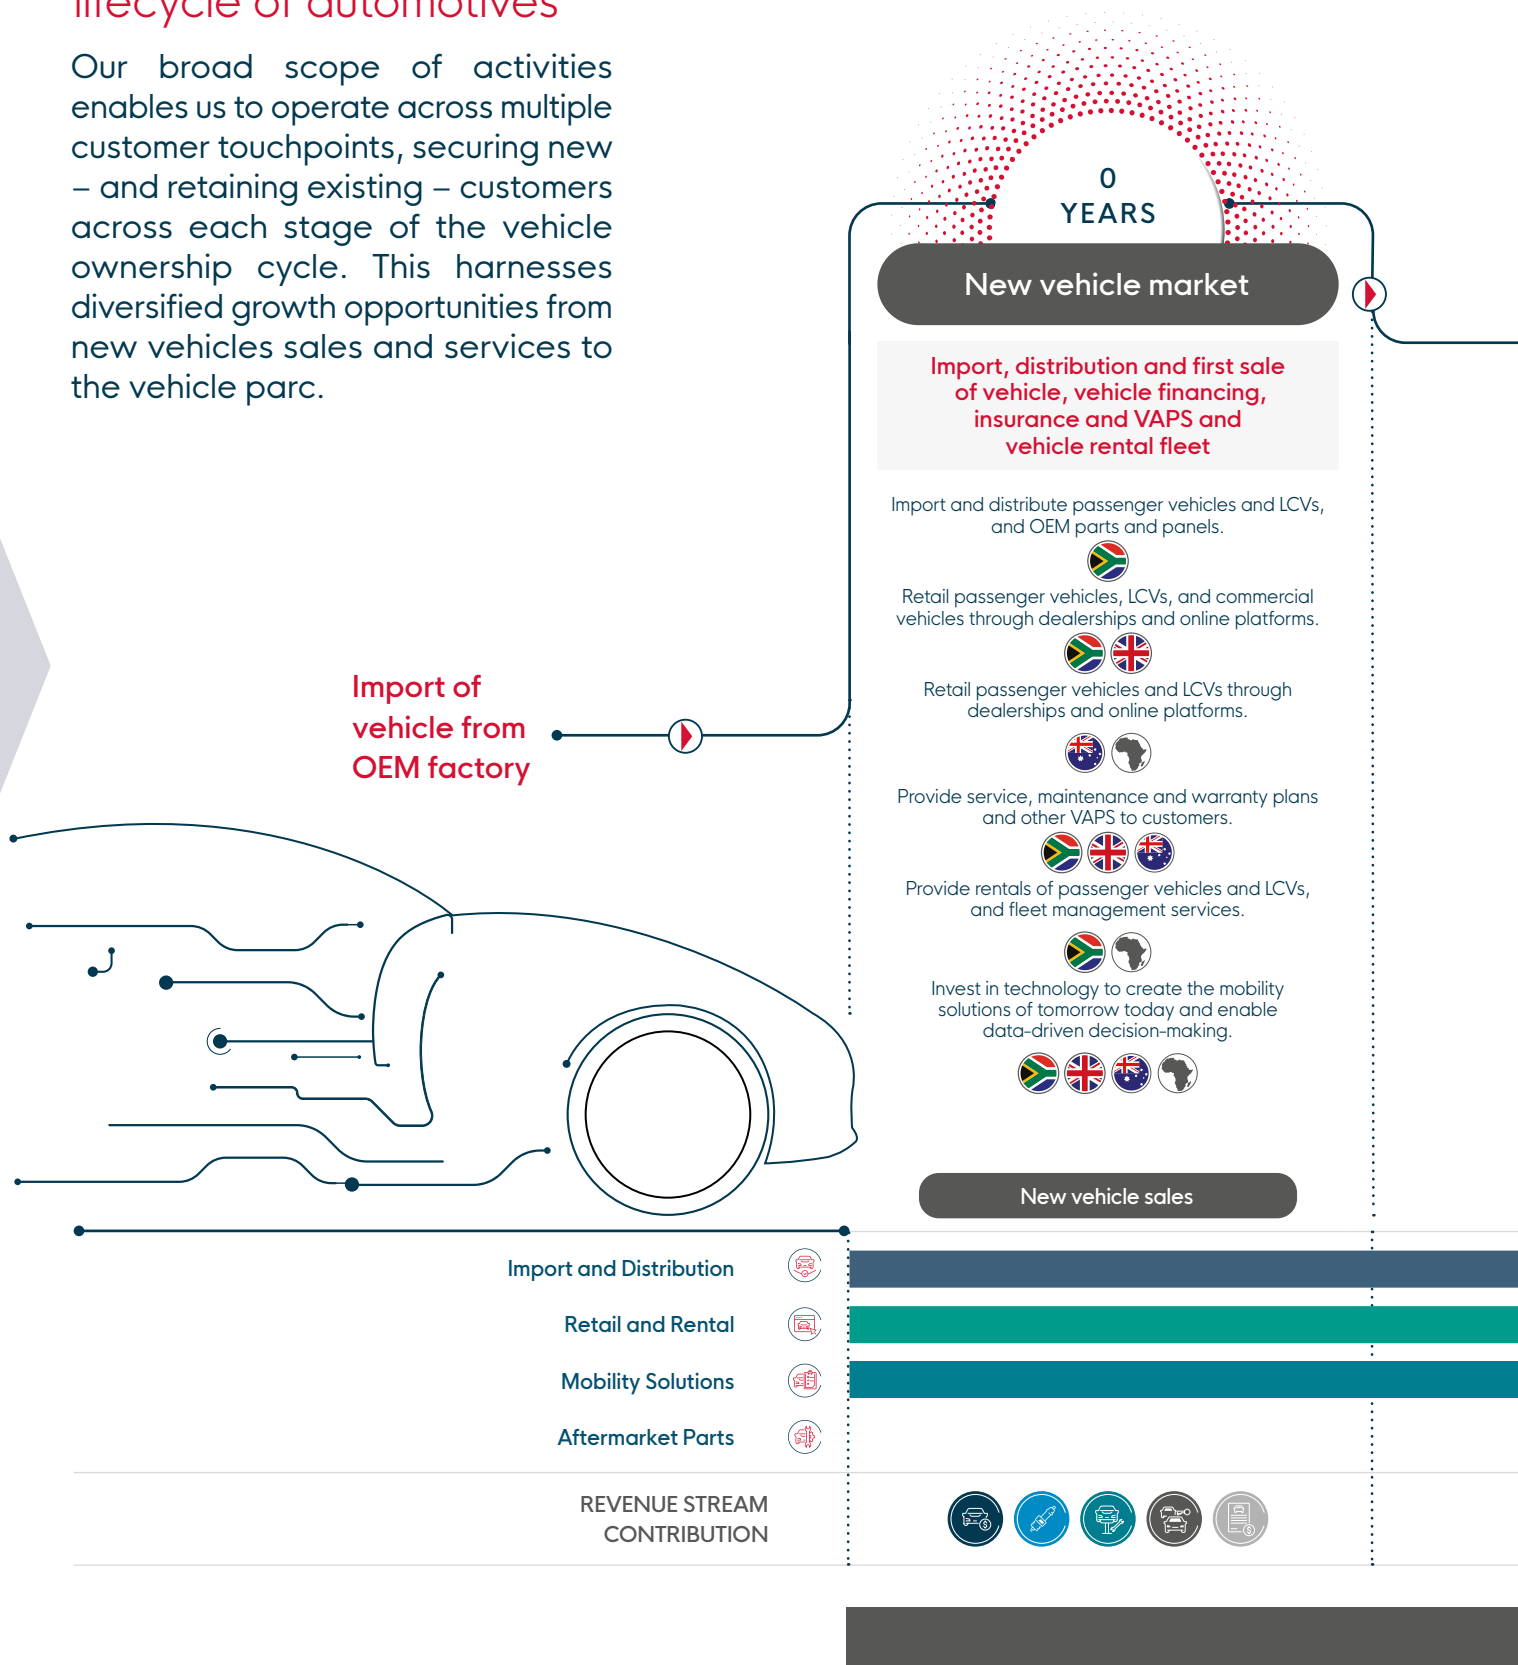 lifecycle of automotives
Our broad scope of activities
enables us to operate across multiple
customer touchpoints, securing new
– and retaining existing – customers
across each stage of the vehicle
ownership cycle. This harnesses
diversified growth opportunities from
new vehicles sales and services to
the vehicle parc.
0
YEARS
New vehicle market
Import, distribution and first sale
of vehicle, vehicle financing,
insurance and VAPS and
vehicle rental fleet
Import and distribute passenger vehicles and LCVs,
and OEM parts and panels.
Retail passenger vehicles, LCVs, and commercial
vehicles through dealerships and online platforms.
Retail passenger vehicles and LCVs through
dealerships and online platforms.
Provide service, maintenance and warranty plans
and other VAPS to customers.
Provide rentals of passenger vehicles and LCVs,
and fleet management services.
Invest in technology to create the mobility
solutions of tomorrow today and enable
data-driven decision-making.
Import of
vehicle from
OEM factory
New vehicle sales
Import and Distribution
Retail and Rental
Mobility Solutions
Aftermarket Parts
REVENUE STREAM
CONTRIBUTION